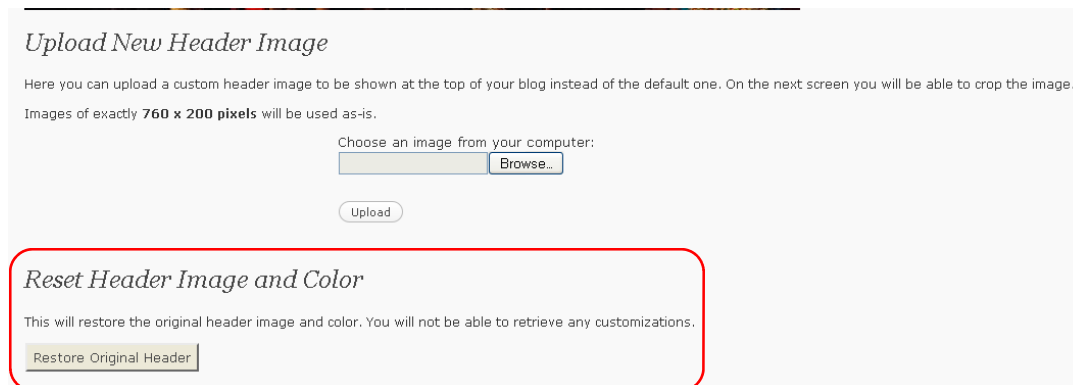 Upload New Header Image
Here you can upload a custom header image to be shown at the top of your blog instead of the default one. On the next screen you will be able to crop the image.
Images of exactly 760 x 200 pixels will be used as-is.
Choose an image from your computer:
Browse...
Upload
Reset Header Image and Color
This will restore the original header image and color. You will not be able to retrieve any customizations.
Restore Original Header